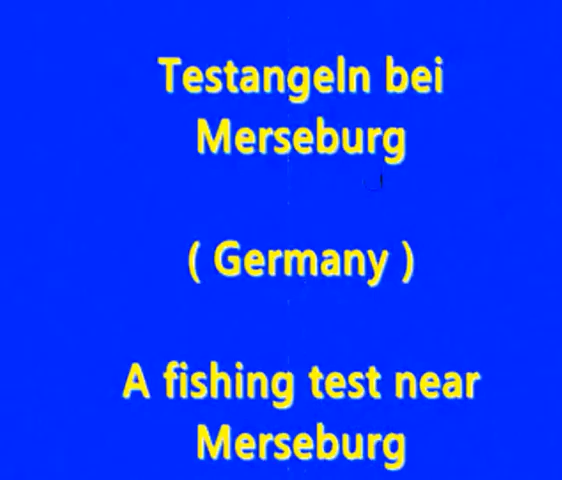 Testangeln bei
Merseburg
( Germany )
A fishing test near
Merseburg